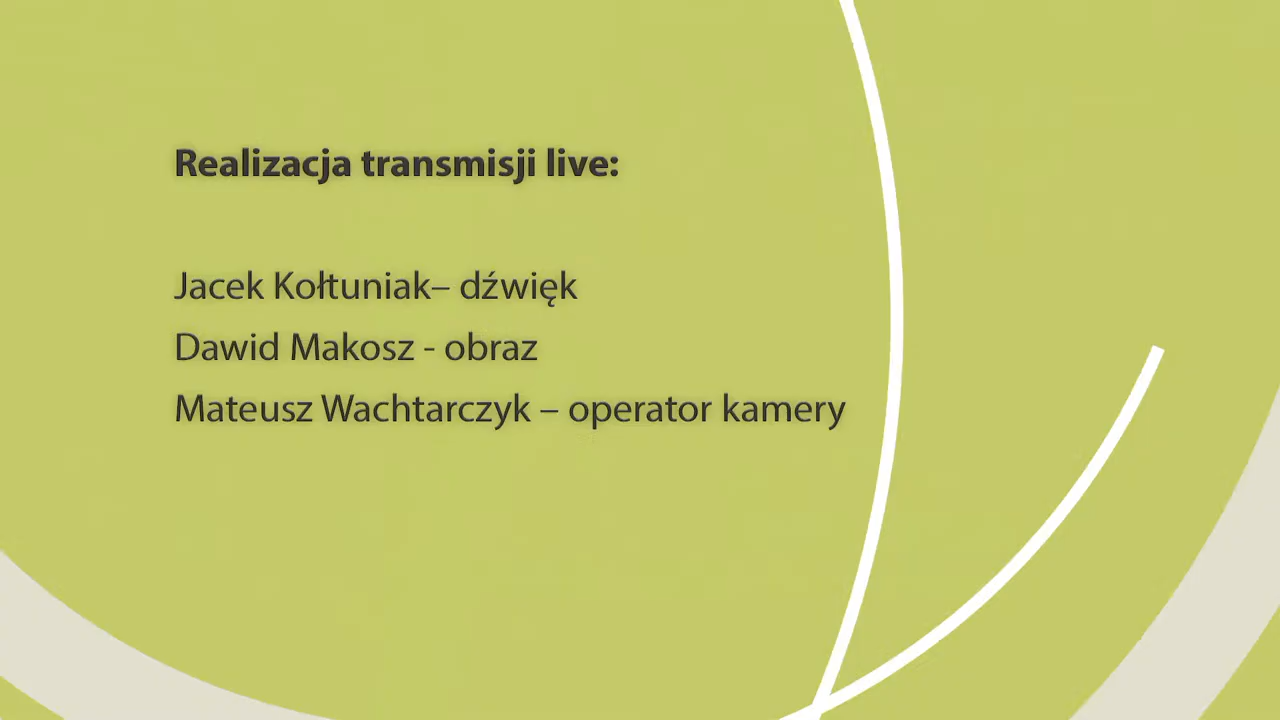 Realizacja transmisji live:
Jacek Kołtuniak– dźwięk
Dawid Makosz - obraz
Mateusz Wachtarczyk – operator kamery